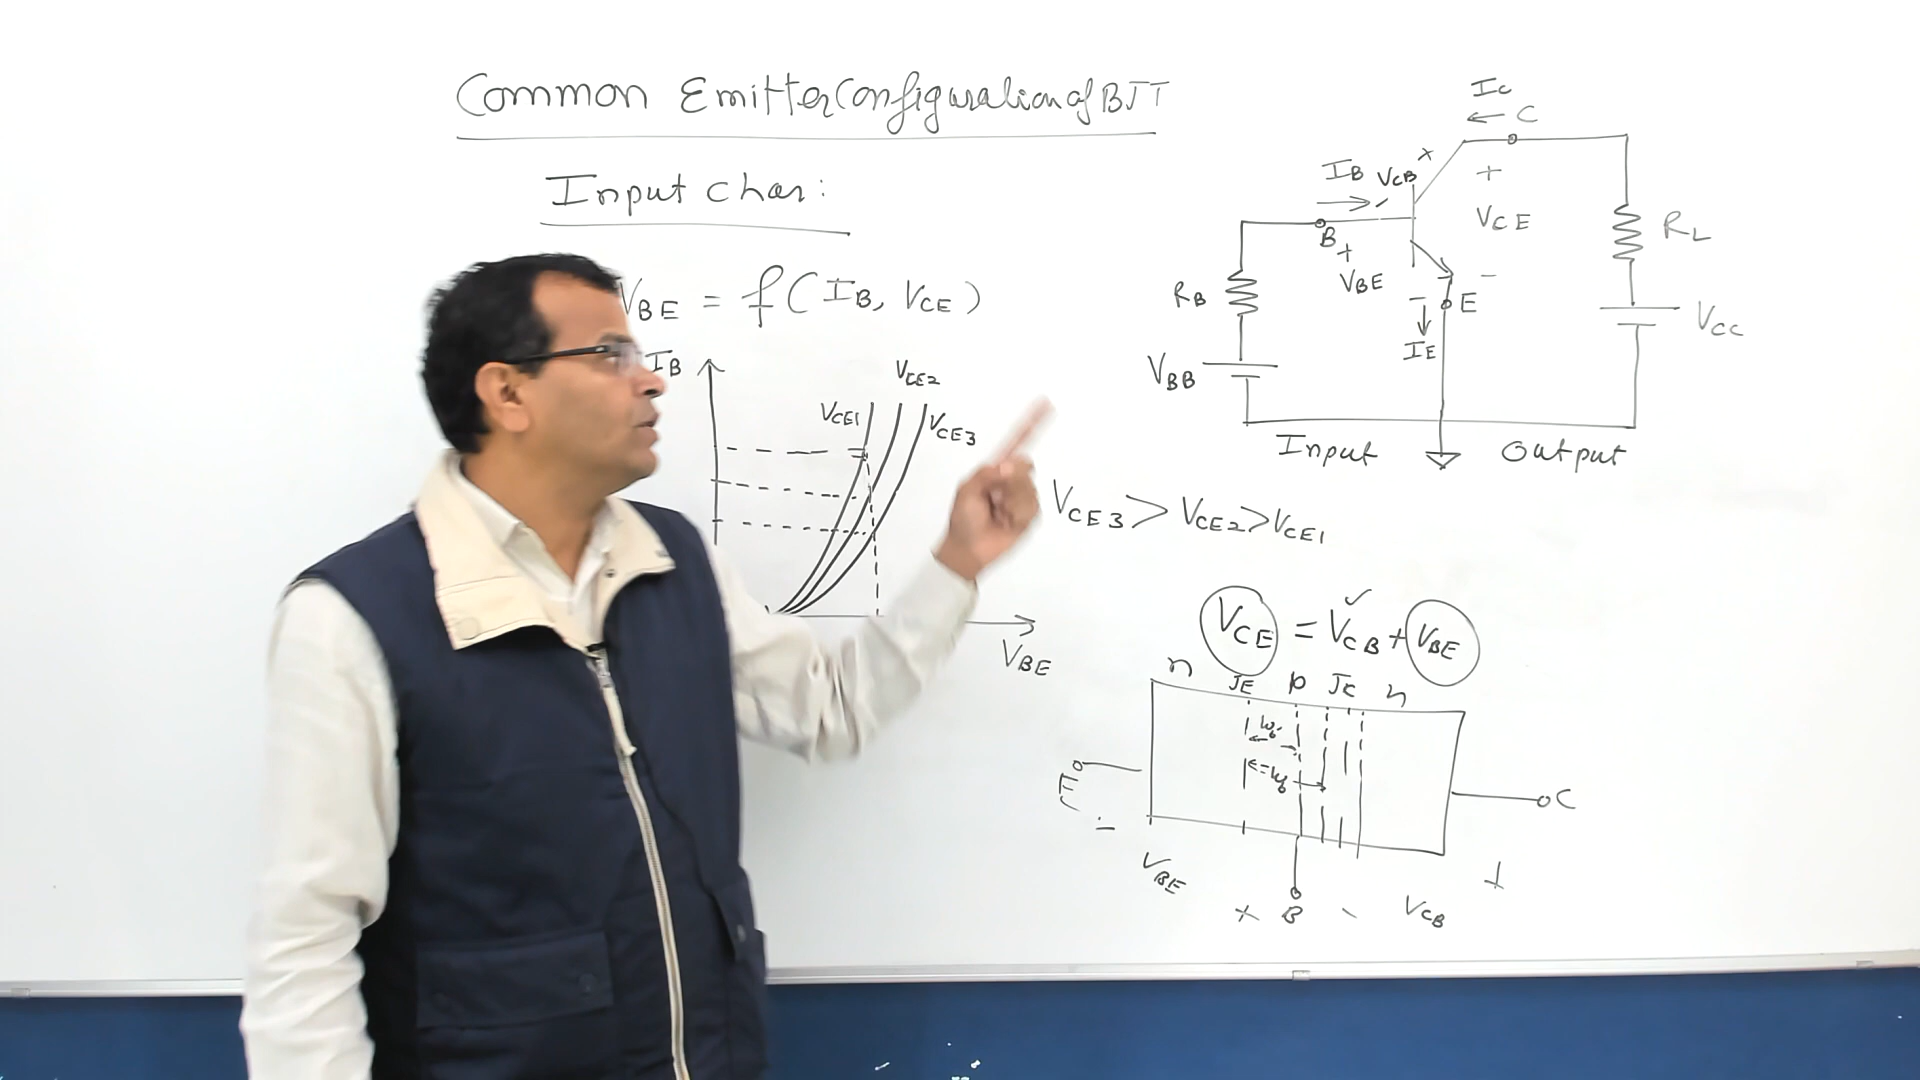 Common Emitter Configuration of BJT
Input char:
VBE = f(IB, VCE)
IB
VCE1
VCE2
VCE3
VBE
IC
C
IB
VCB
+
B
+
VBE
-
+
VCE
-
E
IE
RB
VBB
RL
VCC
Input
Output
VCE3 > VCE2 > VCE1
VCE = VCB + VBE
n
JE
p
JC
n
E
C
-
VBE
+
B
-
VCB
+